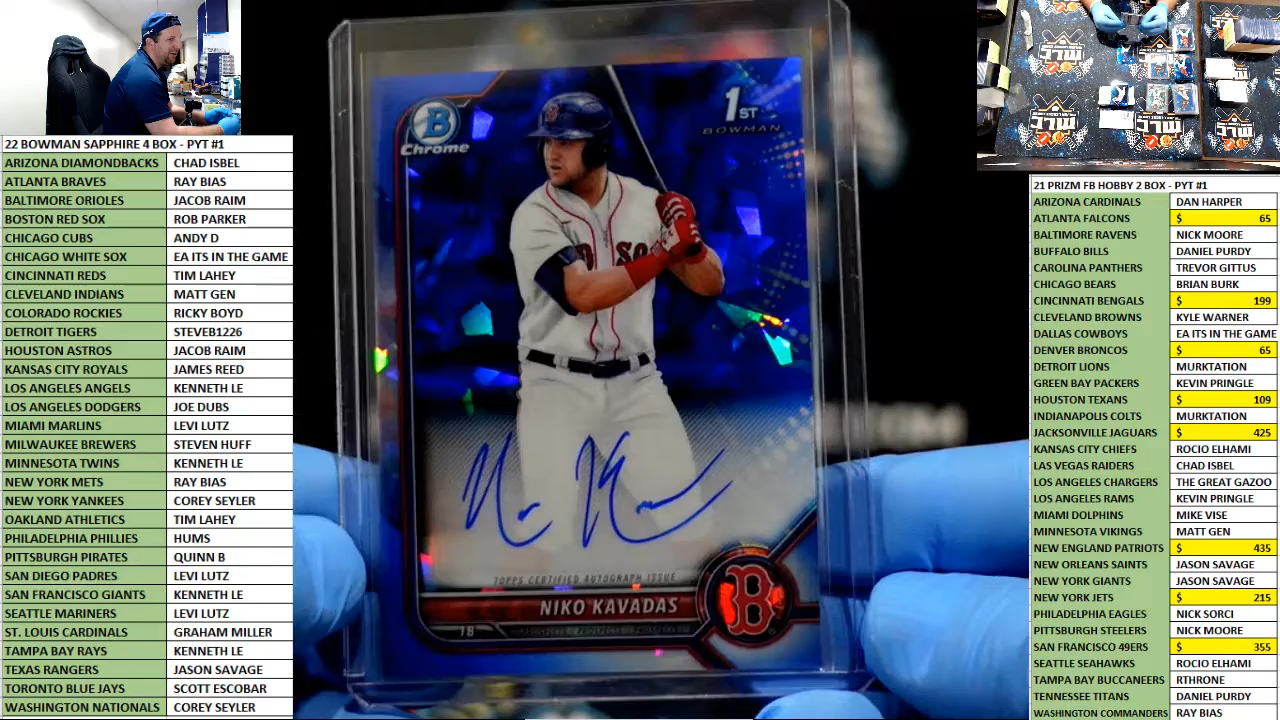 22 BOWMAN SAPPHIRE 4 BOX - PYT #1
ARIZONA DIAMONDBACKS CHAD ISBEL
ATLANTA BRAVES RAY BIAS
BALTIMORE ORIOLES JACOB RAIM
BOSTON RED SOX ROB PARKER
CHICAGO CUBS ANDY D
CHICAGO WHITE SOX EA ITS IN THE GAME
CINCINNATI REDS TIM LAHEY
CLEVELAND INDIANS MATT GEN
COLORADO ROCKIES RICKY BOYD
DETROIT TIGERS STEVEB1226
HOUSTON ASTROS JACOB RAIM
KANSAS CITY ROYALS JAMES REED
LOS ANGELES ANGELS KENNETH LE
LOS ANGELES DODGERS JOE DUBS
MIAMI MARLINS LEVI LUTZ
MILWAUKEE BREWERS STEVEN HUFF
MINNESOTA TWINS KENNETH LE
NEW YORK METS RAY BIAS
NEW YORK YANKEES COREY SEYLER
OAKLAND ATHLETICS TIM LAHEY
PHILADELPHIA PHILLIES HUMS
PITTSBURGH PIRATES QUINN B
SAN DIEGO PADRES LEVI LUTZ
SAN FRANCISCO GIANTS KENNETH LE
SEATTLE MARINERS LEVI LUTZ
ST. LOUIS CARDINALS GRAHAM MILLER
TAMPA BAY RAYS KENNETH LE
TEXAS RANGERS JASON SAVAGE
TORONTO BLUE JAYS SCOTT ESCOBAR
WASHINGTON NATIONALS COREY SEYLER
B
Chrome
1ST
BOWMAN
TOPPS CERTIFIED AUTOGRAPH ISSUE
NIKO KAVADAS
1B
B
21 PRIZM FB HOBBY 2 BOX - PYT #1
ARIZONA CARDINALS DAN HARPER
ATLANTA FALCONS $ 65
BALTIMORE RAVENS NICK MOORE
BUFFALO BILLS DANIEL PURDY
CAROLINA PANTHERS TREVOR GITTUS
CHICAGO BEARS BRIAN BURK
CINCINNATI BENGALS $ 199
CLEVELAND BROWNS KYLE WARNER
DALLAS COWBOYS EA ITS IN THE GAME
DENVER BRONCOS $ 65
DETROIT LIONS MURKTATION
GREEN BAY PACKERS KEVIN PRINGLE
HOUSTON TEXANS $ 109
INDIANAPOLIS COLTS MURKTATION
JACKSONVILLE JAGUARS $ 425
KANSAS CITY CHIEFS ROCIO ELHAMI
LAS VEGAS RAIDERS CHAD ISBEL
LOS ANGELES CHARGERS THE GREAT GAZOO
LOS ANGELES RAMS KEVIN PRINGLE
MIAMI DOLPHINS MIKE VISE
MINNESOTA VIKINGS MATT GEN
NEW ENGLAND PATRIOTS $ 435
NEW ORLEANS SAINTS JASON SAVAGE
NEW YORK GIANTS JASON SAVAGE
NEW YORK JETS $ 215
PHILADELPHIA EAGLES NICK SORCI
PITTSBURGH STEELERS NICK MOORE
SAN FRANCISCO 49ERS $ 355
SEATTLE SEAHAWKS ROCIO ELHAMI
TAMPA BAY BUCCANEERS RTHRONE
TENNESSEE TITANS DANIEL PURDY
WASHINGTON COMMANDERS RAY BIAS